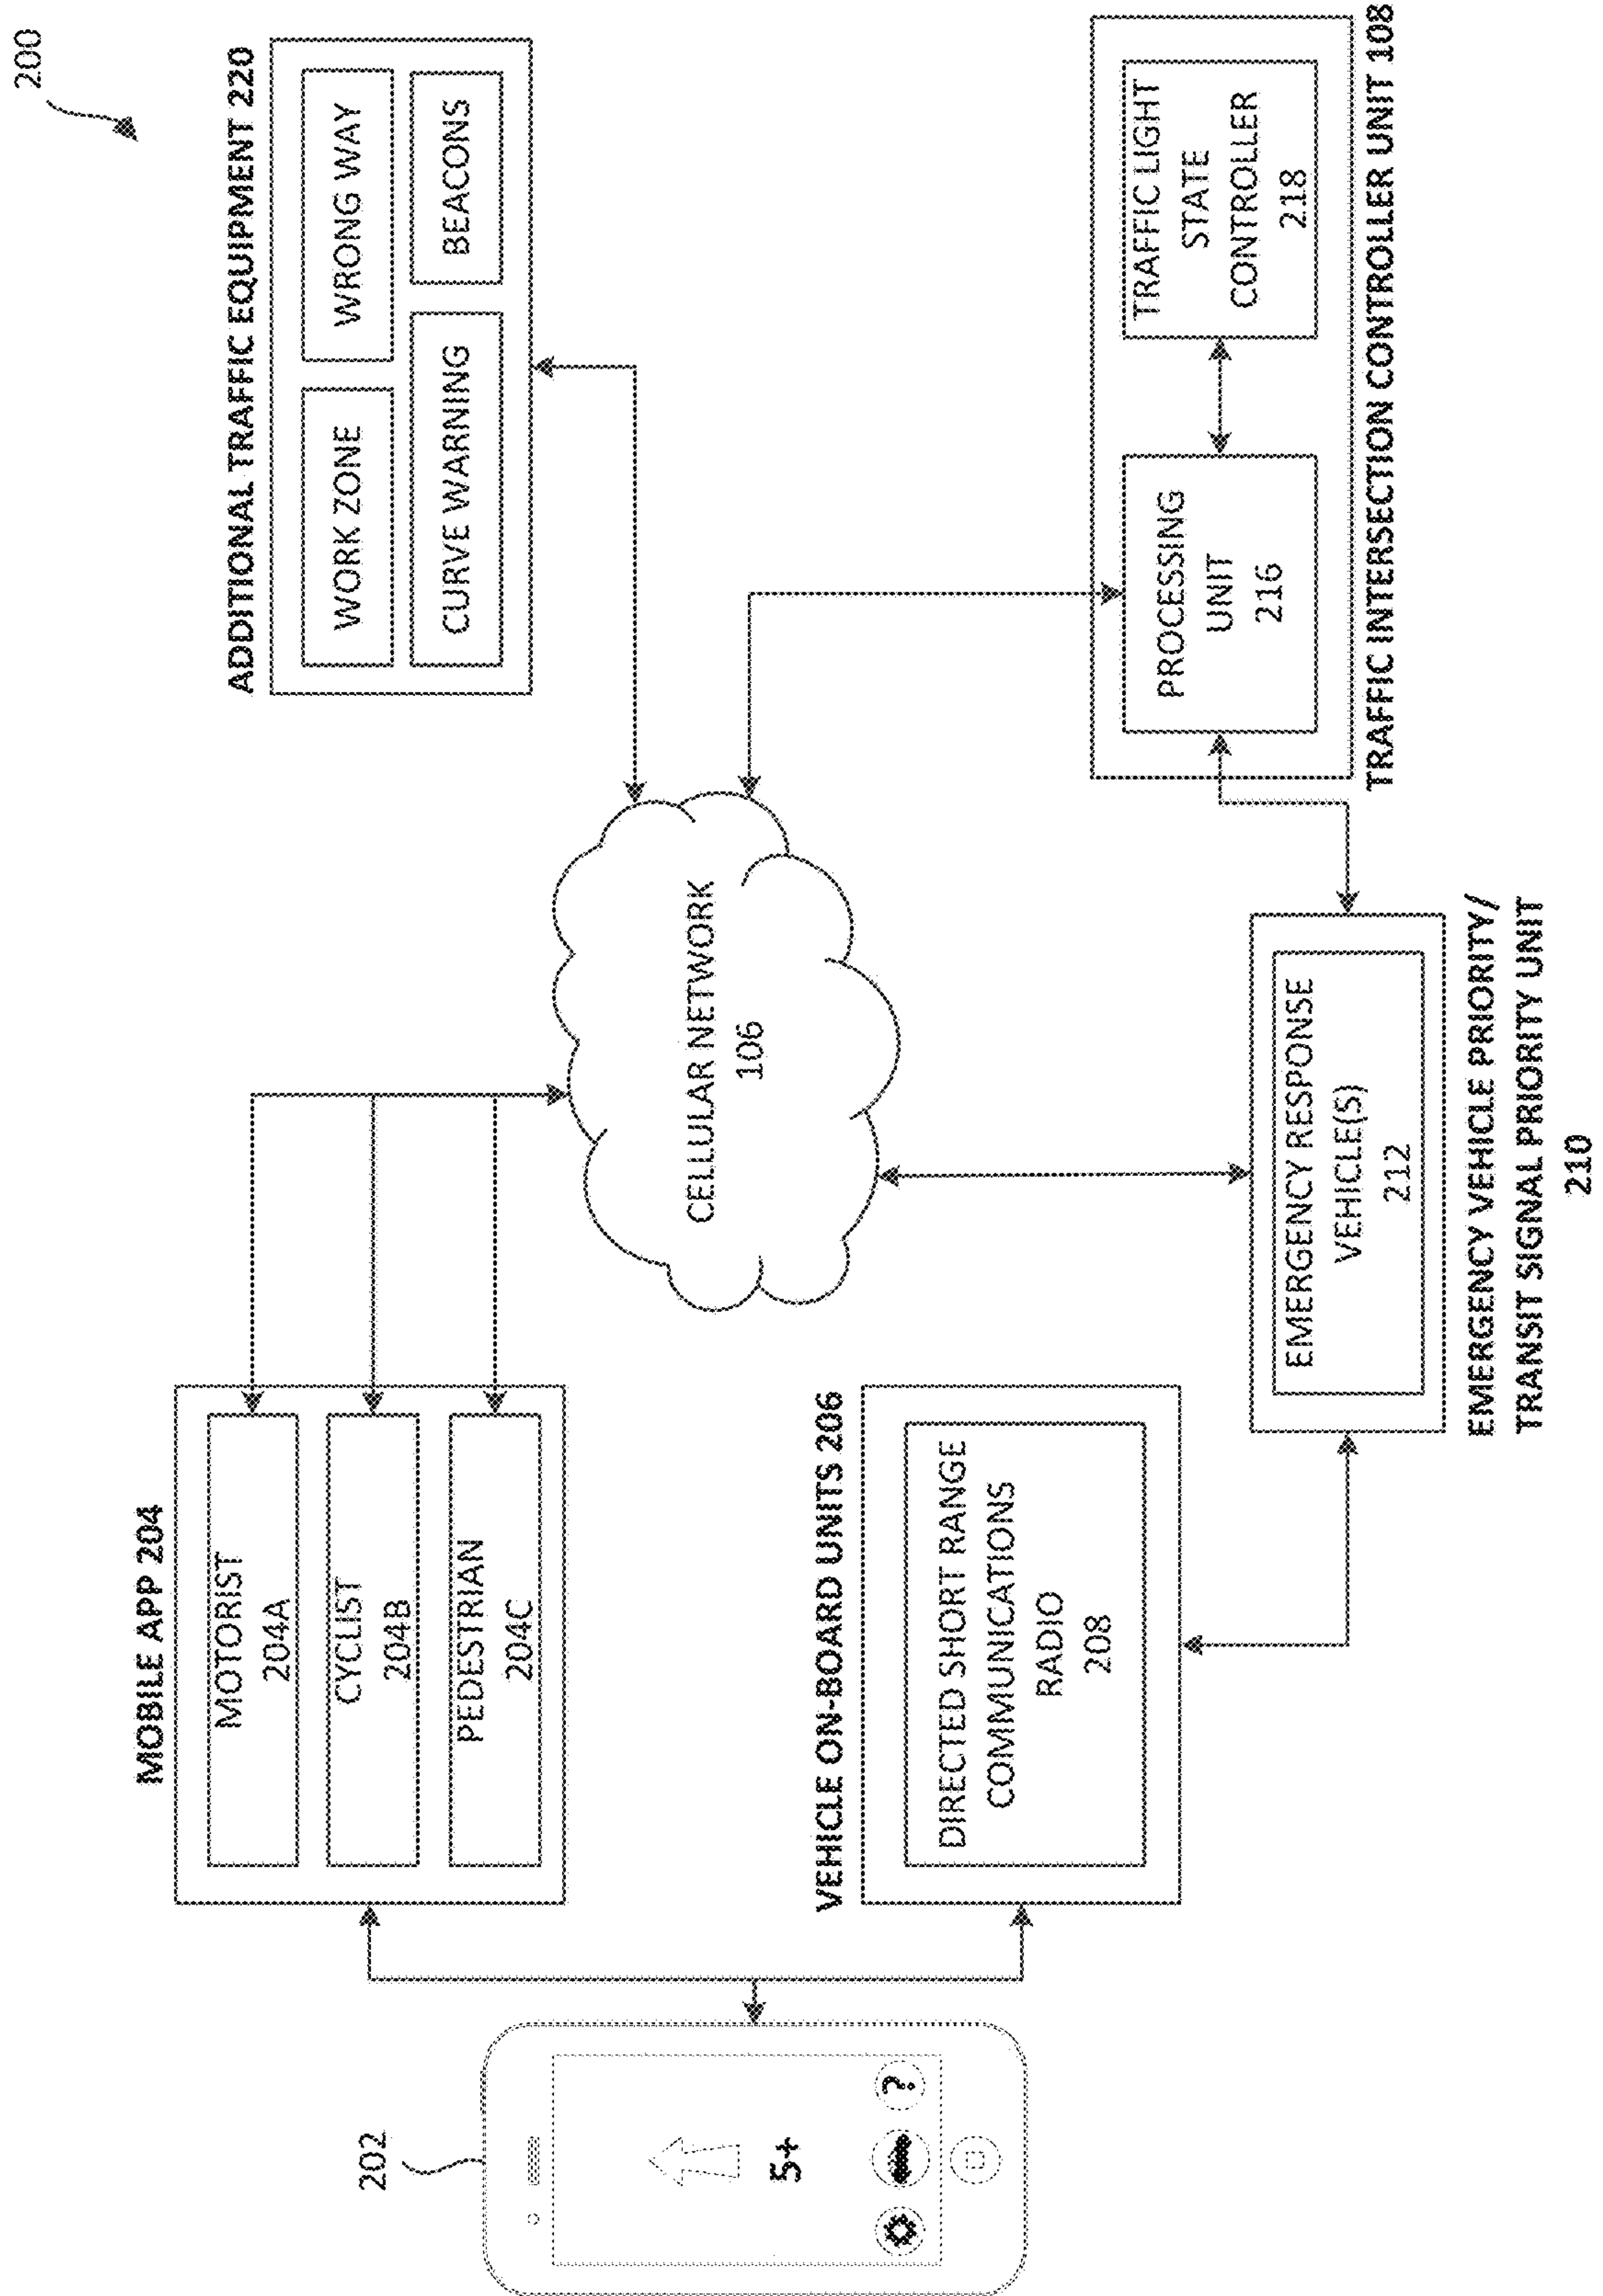 200
MOBILE APP 204
MOTORIST
204A
CYCLIST
204B
PEDESTRIAN
204C
ADDITIONAL TRAFFIC EQUIPMENT 220
WORK ZONE
WRONG WAY
CURVE WARNING
BEACONS
202
5+
?
CELLULAR NETWORK
106
VEHICLE ON-BOARD UNITS 206
DIRECTED SHORT RANGE
COMMUNICATIONS
RADIO
208
PROCESSING
UNIT
216
TRAFFIC LIGHT
STATE
CONTROLLER
218
TRAFFIC INTERSECTION CONTROLLER UNIT 108
EMERGENCY RESPONSE
VEHICLE(S)
212
EMERGENCY VEHICLE PRIORITY/
TRANSIT SIGNAL PRIORITY UNIT
210